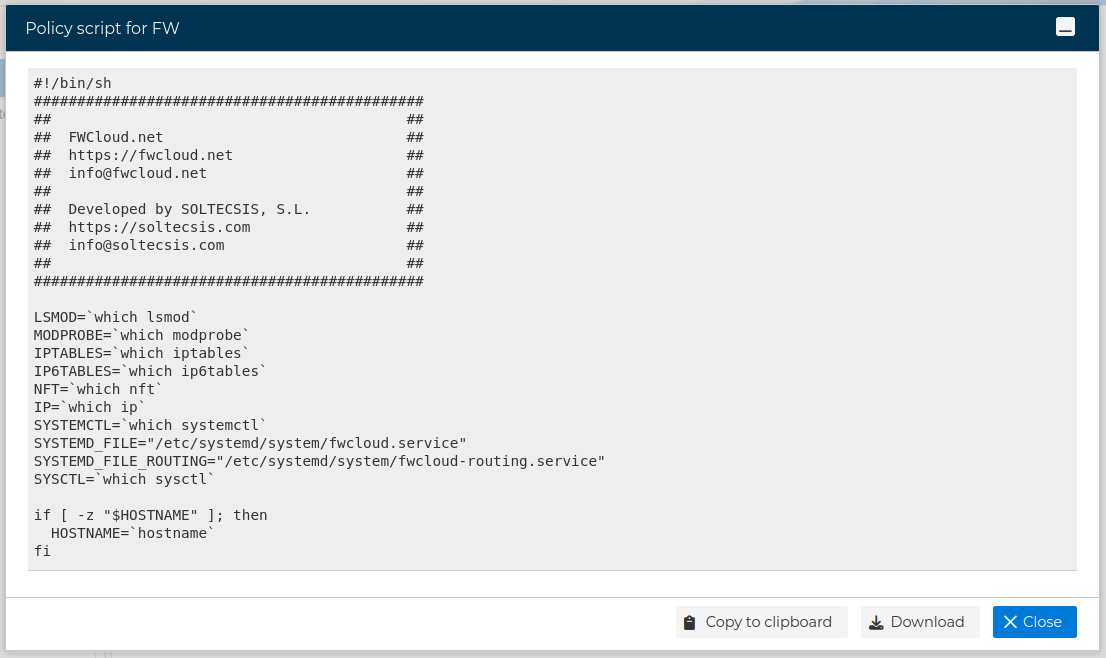 Policy script for FW
#!/bin/sh
#############################################
##                                         ##
##  FWCloud.net                            ##
##  https://fwcloud.net                    ##
##  info@fwcloud.net                       ##
##                                         ##
##  Developed by SOLTECSIS, S.L.           ##
##  https://soltecsis.com                  ##
##  info@soltecsis.com                     ##
##                                         ##
#############################################
LSMOD=`which lsmod`
MODPROBE=`which modprobe`
IPTABLES=`which iptables`
IP6TABLES=`which ip6tables`
NFT=`which nft`
IP=`which ip`
SYSTEMCTL=`which systemctl`
SYSTEMD_FILE="/etc/systemd/system/fwcloud.service"
SYSTEMD_FILE_ROUTING="/etc/systemd/system/fwcloud-routing.service"
SYSCTL=`which sysctl`
if [ -z "$HOSTNAME" ]; then
  HOSTNAME=`hostname`
fi
Copy to clipboard
Download
Close